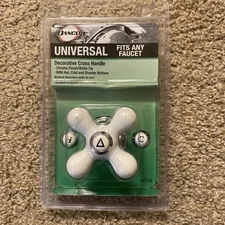 DANCO
UNIVERSAL
FITS ANY
FAUCET
Decorative Cross Handle
- Chrome Finish/White Tip
- With Hot, Cold and Diverter Buttons
C